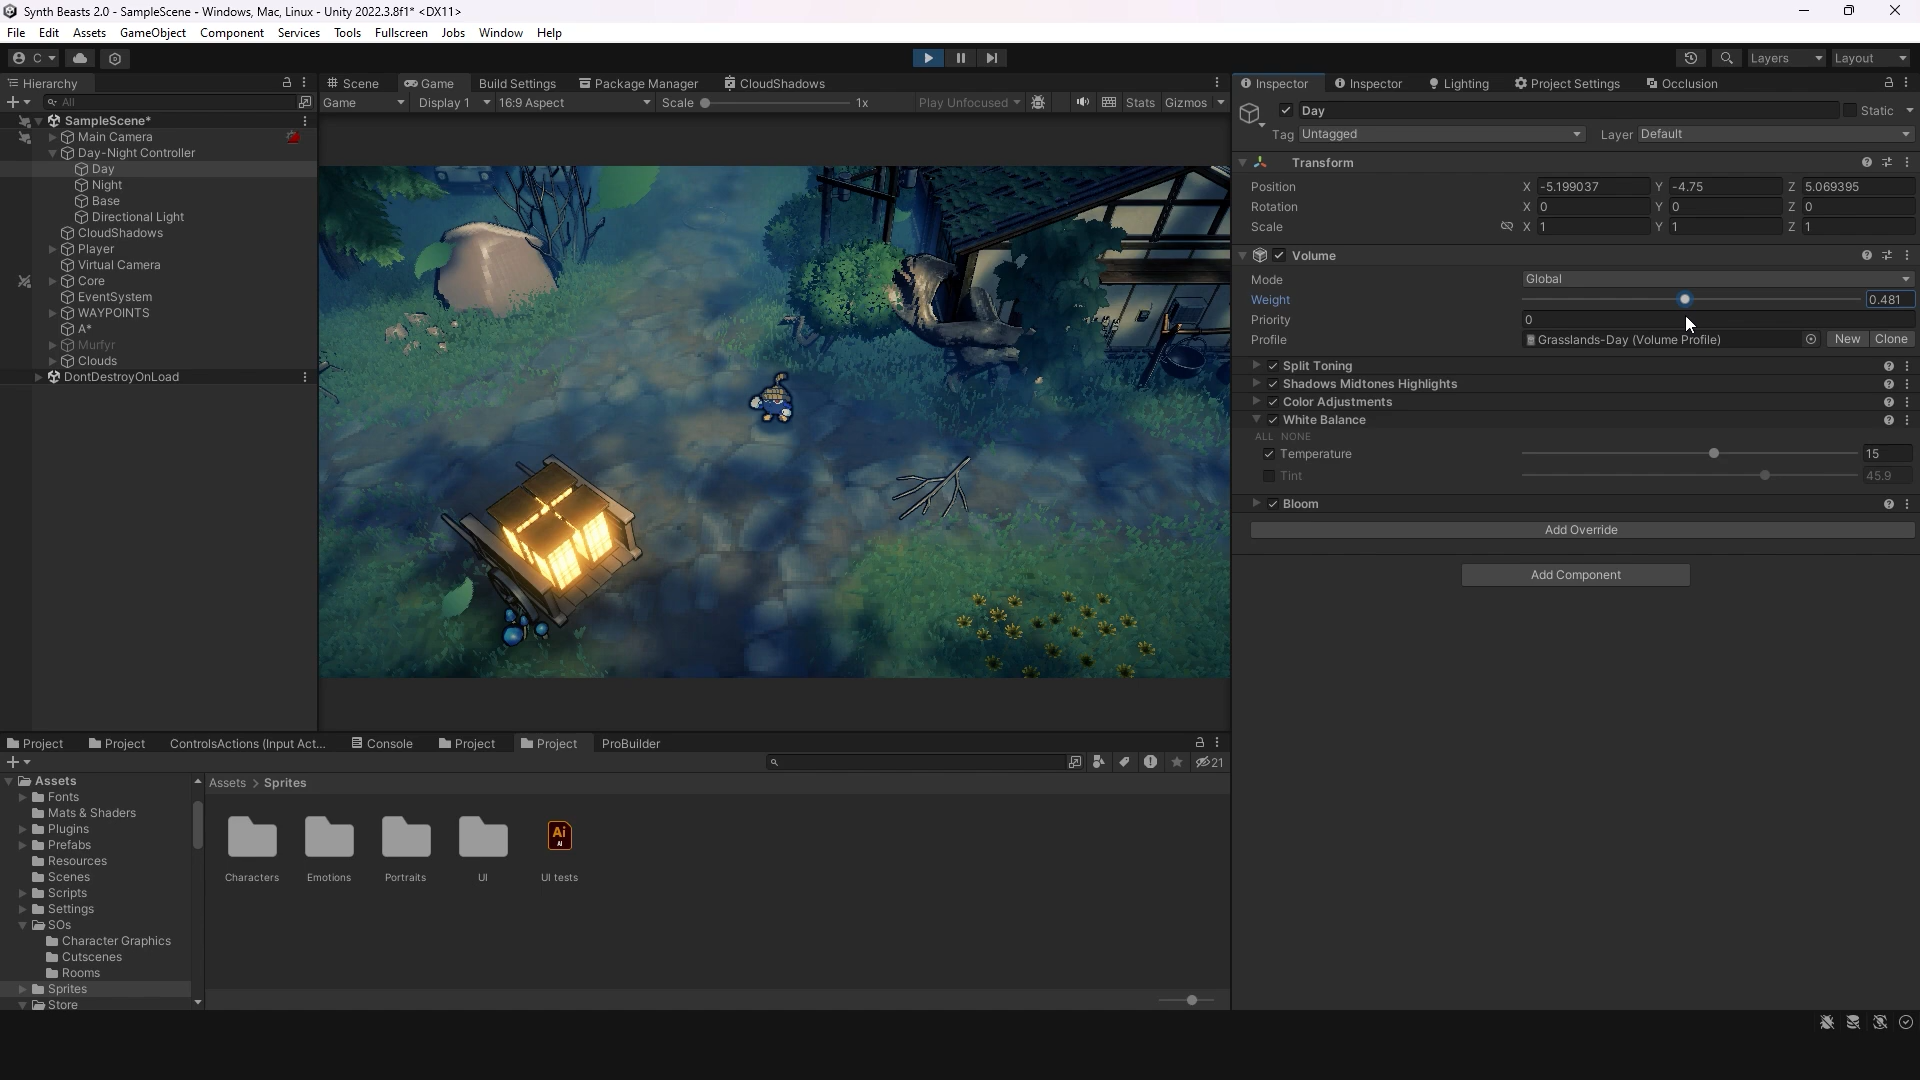 Synth Beasts 2.0 - SampleScene - Windows, Mac, Linux - Unity 2022.3.8f1* <DX11>
File Edit Assets GameObject Component Services Tools Fullscreen Jobs Window Help
C Layers Layout
Hierarchy
All
SampleScene*
Main Camera
Day-Night Controller
Day
Night
Base
Directional Light
CloudShadows
Player
Virtual Camera
Core
EventSystem
WAYPOINTS
A*
Murfyr
Clouds
DontDestroyOnLoad
Scene Game Build Settings Package Manager CloudShadows
Game Display 1 16:9 Aspect Scale 1x Play Unfocused Stats Gizmos
Inspector Inspector Lighting Project Settings Occlusion
Day Static
Tag Untagged Layer Default
Transform
Position X -5.199037 Y -4.75 Z 5.069395
Rotation X 0 Y 0 Z 0
Scale X 1 Y 1 Z 1
Volume
Mode Global
Weight 0.481
Priority 0
Profile Grasslands-Day (Volume Profile) New Clone
Split Toning
Shadows Midtones Highlights
Color Adjustments
White Balance
ALL NONE
Temperature 15
Tint 45.9
Bloom
Add Override
Add Component
Project Project ControlsActions (Input Act... Console Project Project ProBuilder
21
Assets
Fonts
Mats & Shaders
Plugins
Prefabs
Resources
Scenes
Scripts
Settings
SOs
Character Graphics
Cutscenes
Rooms
Sprites
Store
Assets > Sprites
Ai
AI
Characters Emotions Portraits UI UI tests